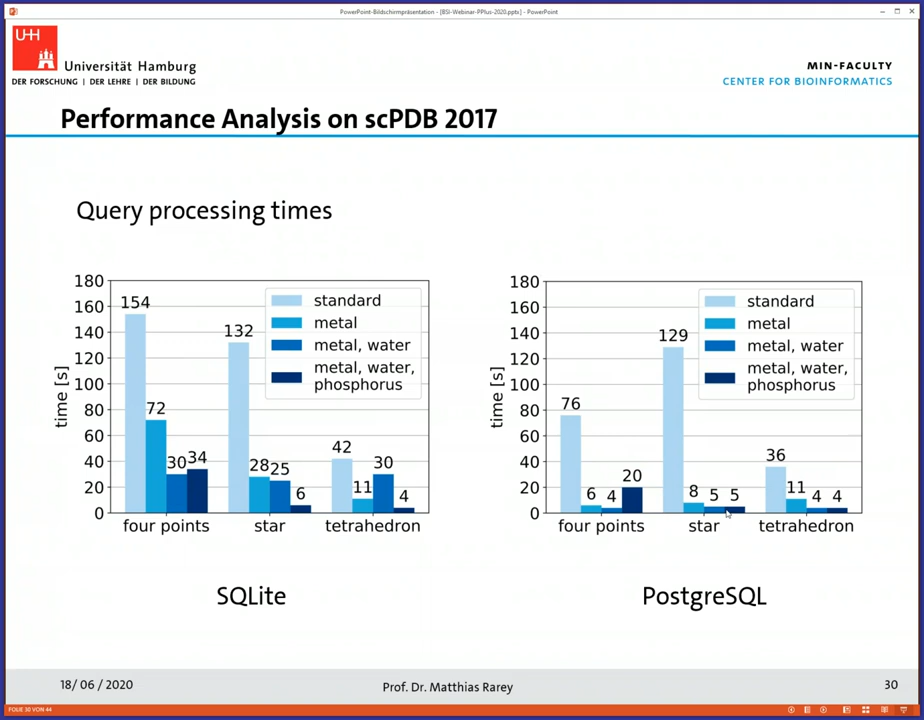 PowerPoint-Bildschirmpräsentation - [BSI-Webinar-PPlus-2020.pptx] - PowerPoint
UHH
Universität Hamburg
DER FORSCHUNG | DER LEHRE | DER BILDUNG
MIN-FACULTY
CENTER FOR BIOINFORMATICS
Performance Analysis on scPDB 2017
Query processing times
time [s]
180
160
140
120
100
80
60
40
20
0
154
72
30
34
132
28
25
6
42
11
30
4
standard
metal
metal, water
metal, water,
phosphorus
four points
star
tetrahedron
SQLite
time [s]
180
160
140
120
100
80
60
40
20
0
76
6
4
20
129
8
5
5
36
11
4
4
standard
metal
metal, water
metal, water,
phosphorus
four points
star
tetrahedron
PostgreSQL
18/ 06 / 2020
Prof. Dr. Matthias Rarey
30
FOLIE 30 VON 44